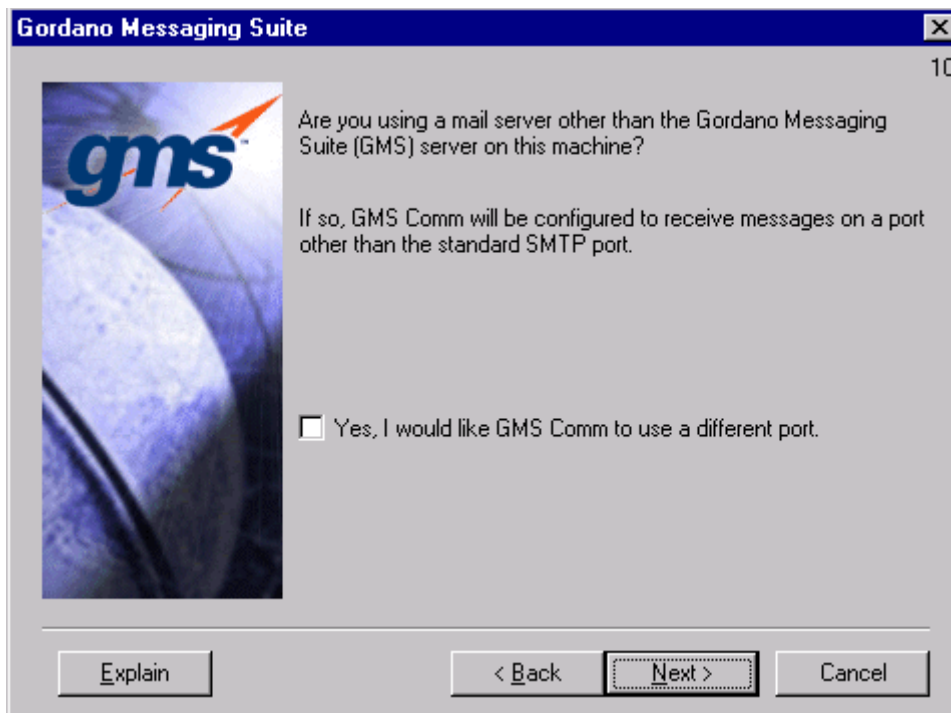 Gordano Messaging Suite
10
gms
Are you using a mail server other than the Gordano Messaging
Suite (GMS) server on this machine?
If so, GMS Comm will be configured to receive messages on a port
other than the standard SMTP port.
Yes, I would like GMS Comm to use a different port.
Explain
< Back
Next >
Cancel